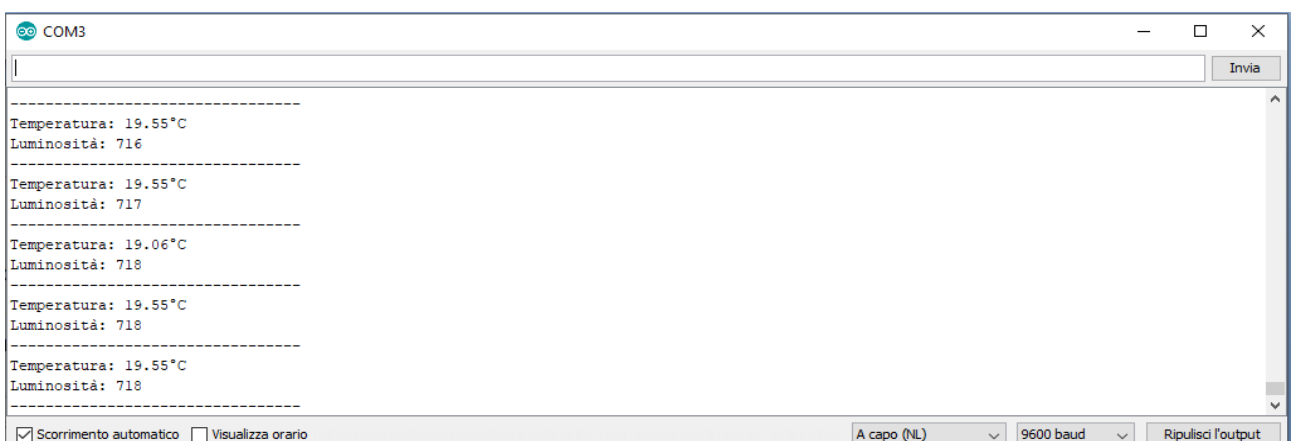 COM3
Invia
--------------------------------
Temperatura: 19.55°C
Luminosità: 716
--------------------------------
Temperatura: 19.55°C
Luminosità: 717
--------------------------------
Temperatura: 19.06°C
Luminosità: 718
--------------------------------
Temperatura: 19.55°C
Luminosità: 718
--------------------------------
Temperatura: 19.55°C
Luminosità: 718
--------------------------------
Scorrimento automatico Visualizza orario A capo (NL) 9600 baud Ripulisci l'output